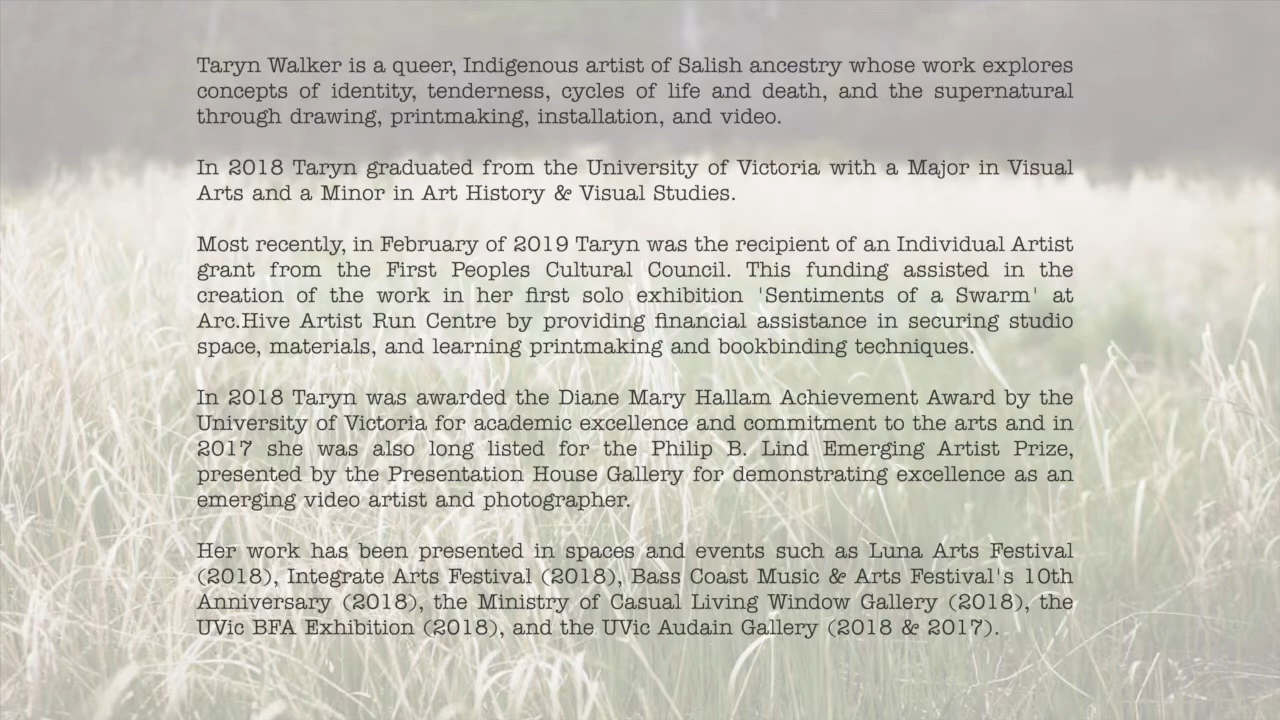 Taryn Walker is a queer, Indigenous artist of Salish ancestry whose work explores
concepts of identity, tenderness, cycles of life and death, and the supernatural
through drawing, printmaking, installation, and video.
In 2018 Taryn graduated from the University of Victoria with a Major in Visual
Arts and a Minor in Art History & Visual Studies.
Most recently, in February of 2019 Taryn was the recipient of an Individual Artist
grant from the First Peoples Cultural Council. This funding assisted in the
creation of the work in her first solo exhibition 'Sentiments of a Swarm' at
Arc.Hive Artist Run Centre by providing financial assistance in securing studio
space, materials, and learning printmaking and bookbinding techniques.
In 2018 Taryn was awarded the Diane Mary Hallam Achievement Award by the
University of Victoria for academic excellence and commitment to the arts and in
2017 she was also long listed for the Philip B. Lind Emerging Artist Prize,
presented by the Presentation House Gallery for demonstrating excellence as an
emerging video artist and photographer.
Her work has been presented in spaces and events such as Luna Arts Festival
(2018), Integrate Arts Festival (2018), Bass Coast Music & Arts Festival's 10th
Anniversary (2018), the Ministry of Casual Living Window Gallery (2018), the
UVic BFA Exhibition (2018), and the UVic Audain Gallery (2018 & 2017).